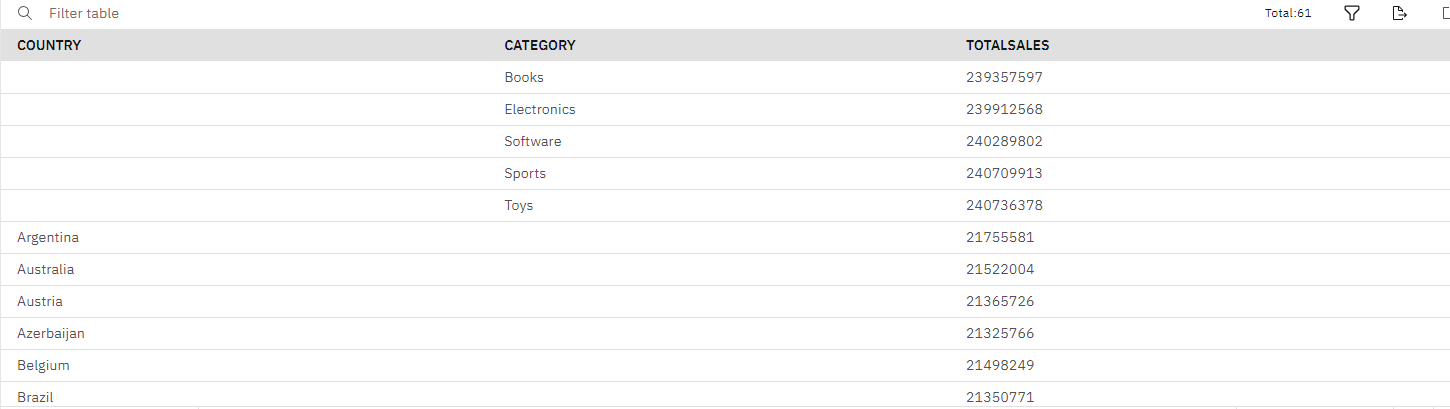 Filter table Total:61
COUNTRY CATEGORY TOTALSALES
Books 239357597
Electronics 239912568
Software 240289802
Sports 240709913
Toys 240736378
Argentina 21755581
Australia 21522004
Austria 21365726
Azerbaijan 21325766
Belgium 21498249
Brazil 21350771